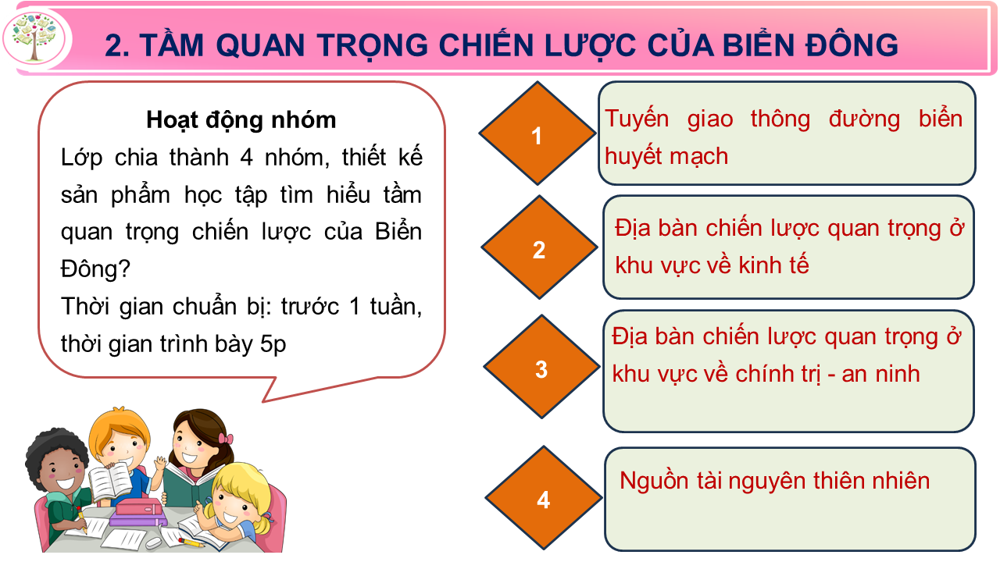 2. TẦM QUAN TRỌNG CHIẾN LƯỢC CỦA BIỂN ĐÔNG
Hoạt động nhóm
Lớp chia thành 4 nhóm, thiết kế
sản phẩm học tập tìm hiểu tầm
quan trọng chiến lược của Biển
Đông?
Thời gian chuẩn bị: trước 1 tuần,
thời gian trình bày 5p
1
Tuyến giao thông đường biển
huyết mạch
2
Địa bàn chiến lược quan trọng ở
khu vực về kinh tế
3
Địa bàn chiến lược quan trọng ở
khu vực về chính trị - an ninh
4
Nguồn tài nguyên thiên nhiên